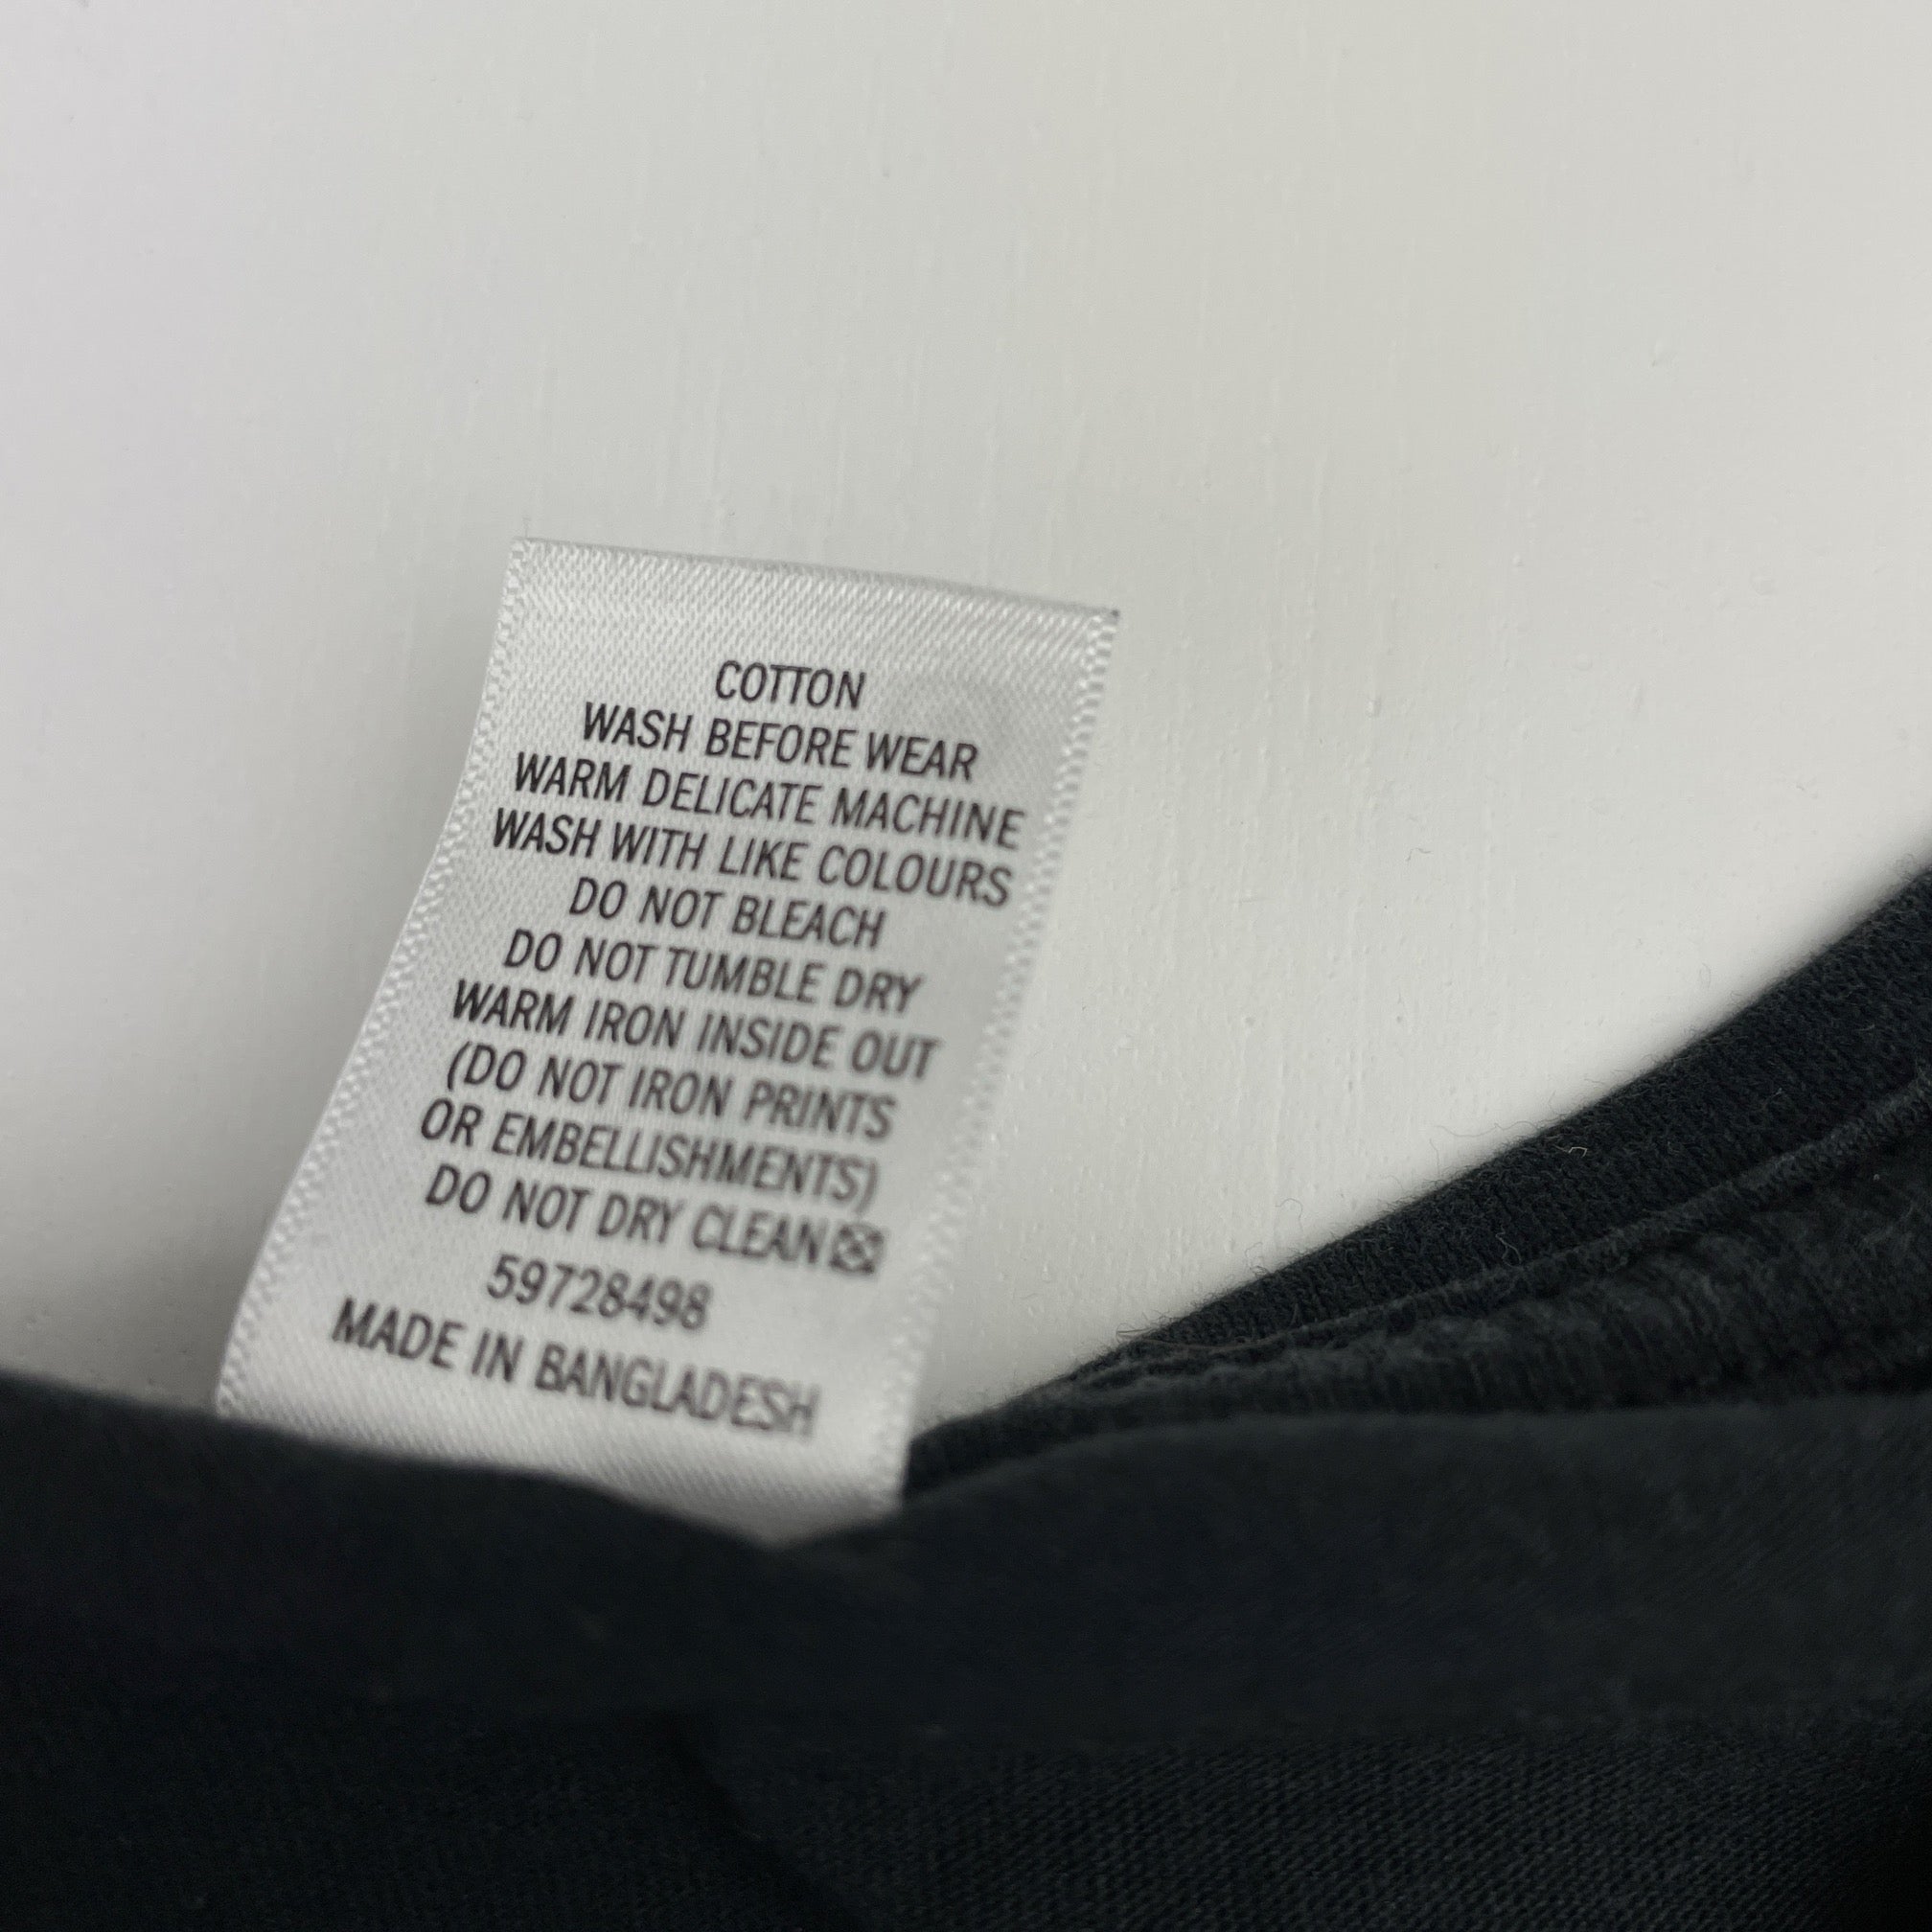 COTTON
WASH BEFORE WEAR
WARM DELICATE MACHINE
WASH WITH LIKE COLOURS
DO NOT BLEACH
DO NOT TUMBLE DRY
WARM IRON INSIDE OUT
(DO NOT IRON PRINTS
OR EMBELLISHMENTS)
DO NOT DRY CLEAN
59728498
MADE IN BANGLADESH